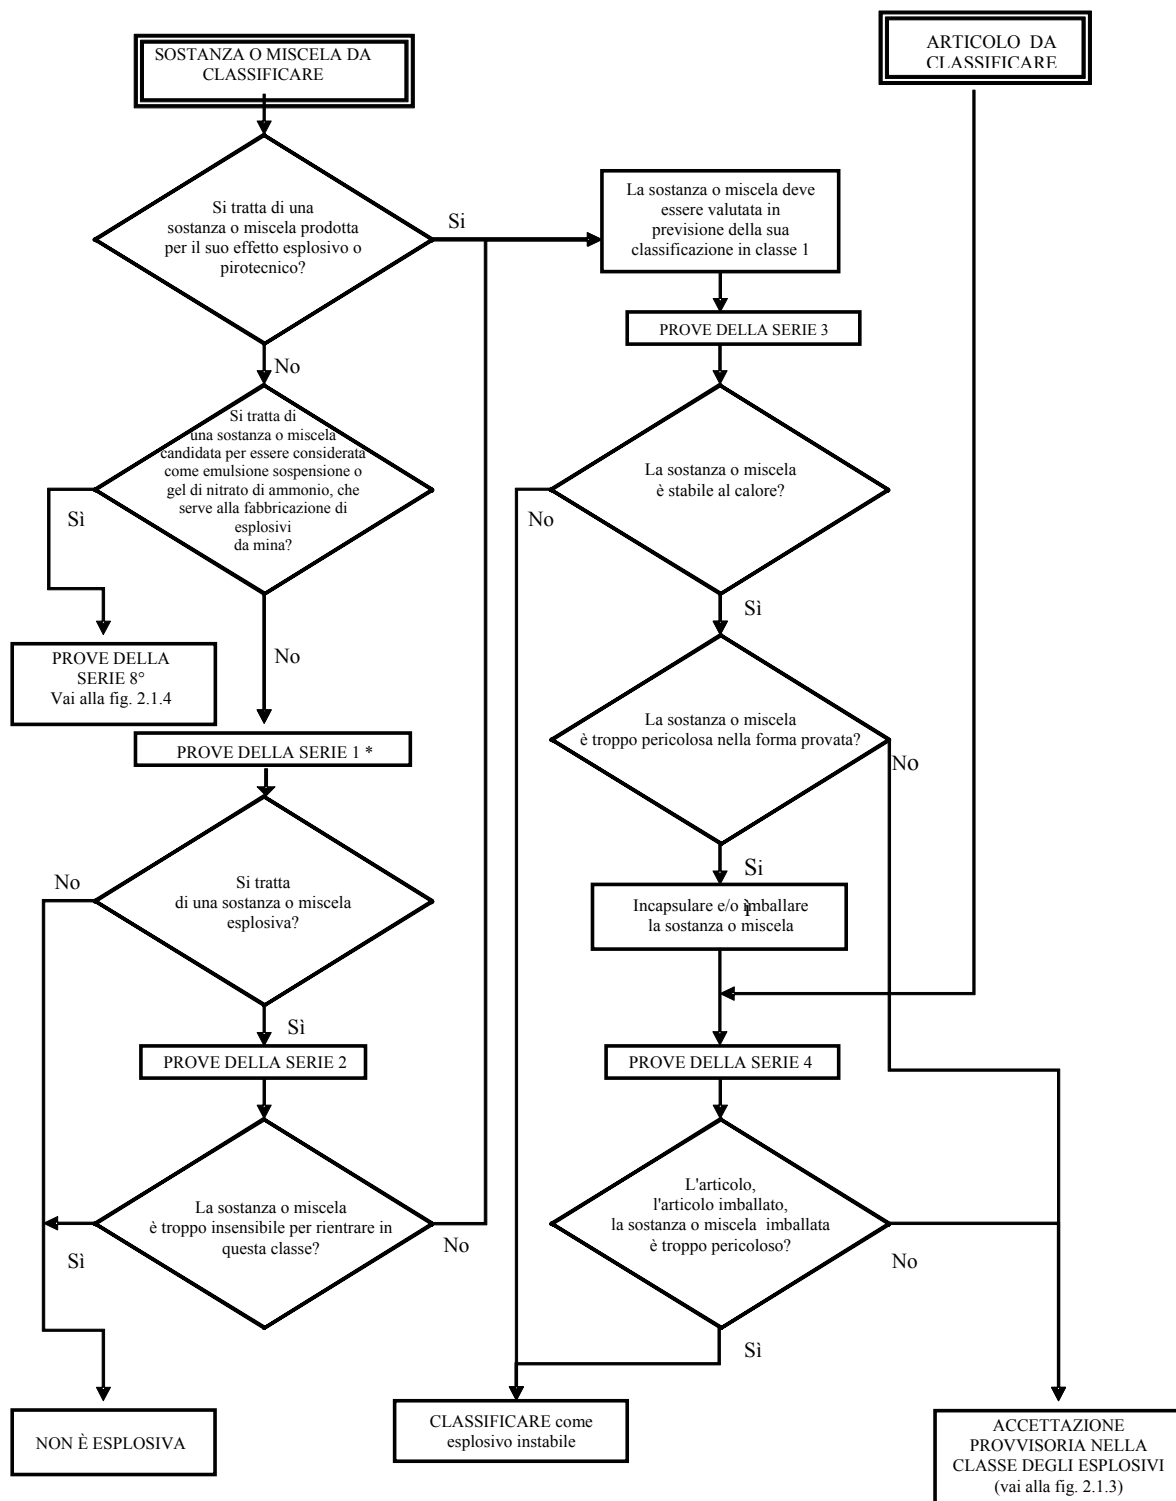 SOSTANZA O MISCELA DA
CLASSIFICARE
ARTICOLO DA
CLASSIFICARE
Si tratta di una
sostanza o miscela prodotta
per il suo effetto esplosivo o
pirotecnico?
Si
La sostanza o miscela deve
essere valutata in
previsione della sua
classificazione in classe 1
PROVE DELLA SERIE 3
No
Si tratta di
una sostanza o miscela
candidata per essere considerata
come emulsione sospensione o
gel di nitrato di ammonio, che
serve alla fabbricazione di
esplosivi
da mina?
Sì
La sostanza o miscela
è stabile al calore?
No
Sì
PROVE DELLA
SERIE 8°
Vai alla fig. 2.1.4
No
La sostanza o miscela
è troppo pericolosa nella forma provata?
No
PROVE DELLA SERIE 1 *
Si
ì
No
Si tratta
di una sostanza o miscela
esplosiva?
Incapsulare e/o imballare
la sostanza o miscela
Sì
PROVE DELLA SERIE 2
PROVE DELLA SERIE 4
La sostanza o miscela
è troppo insensibile per rientrare in
questa classe?
Sì
No
L'articolo,
l'articolo imballato,
la sostanza o miscela imballata
è troppo pericoloso?
No
Sì
NON È ESPLOSIVA
CLASSIFICARE come
esplosivo instabile
ACCETTAZIONE
PROVVISORIA NELLA
CLASSE DEGLI ESPLOSIVI
(vai alla fig. 2.1.3)